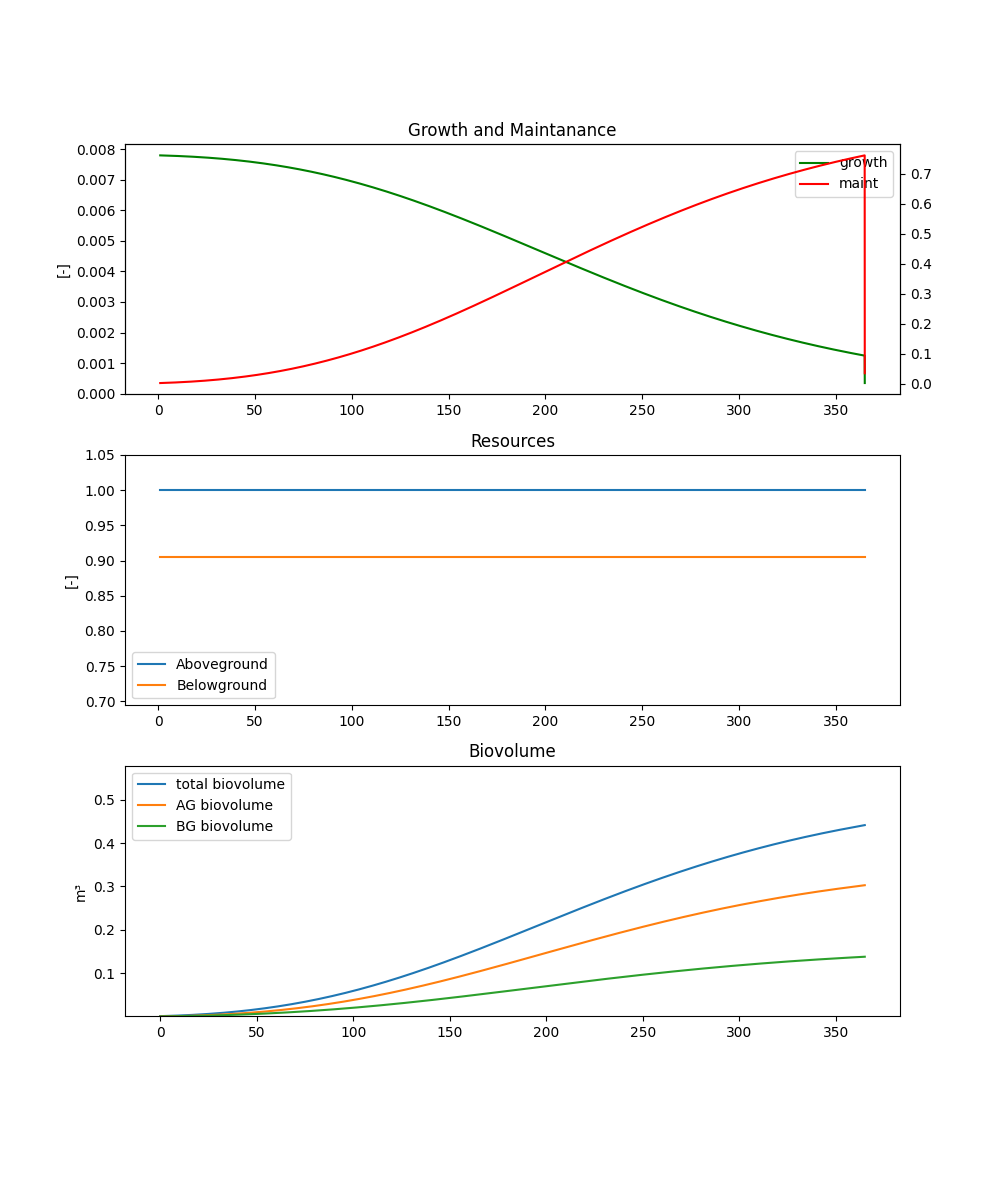 Growth and Maintanance
growth
maint
0.008
0.007
0.006
0.005
0.004
0.003
0.002
0.001
0.000
[-]
0.7
0.6
0.5
0.4
0.3
0.2
0.1
0.0
0 50 100 150 200 250 300 350
Resources
1.05
1.00
0.95
0.90
0.85
0.80
0.75
0.70
[-]
Aboveground
Belowground
0 50 100 150 200 250 300 350
Biovolume
total biovolume
AG biovolume
BG biovolume
0.5
0.4
0.3
0.2
0.1
m³
0 50 100 150 200 250 300 350